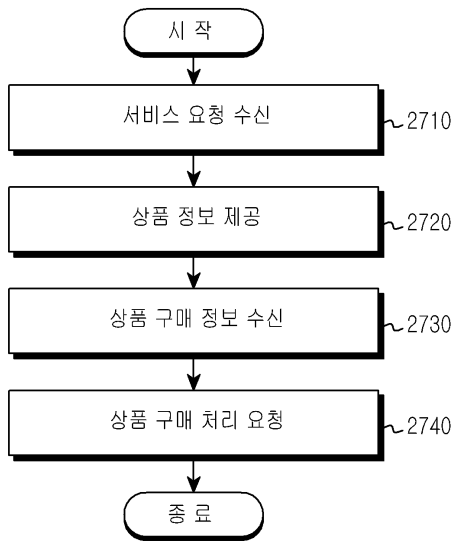 시 작
서비스 요청 수신
2710
상품 정보 제공
2720
상품 구매 정보 수신
2730
상품 구매 처리 요청
2740
종 료